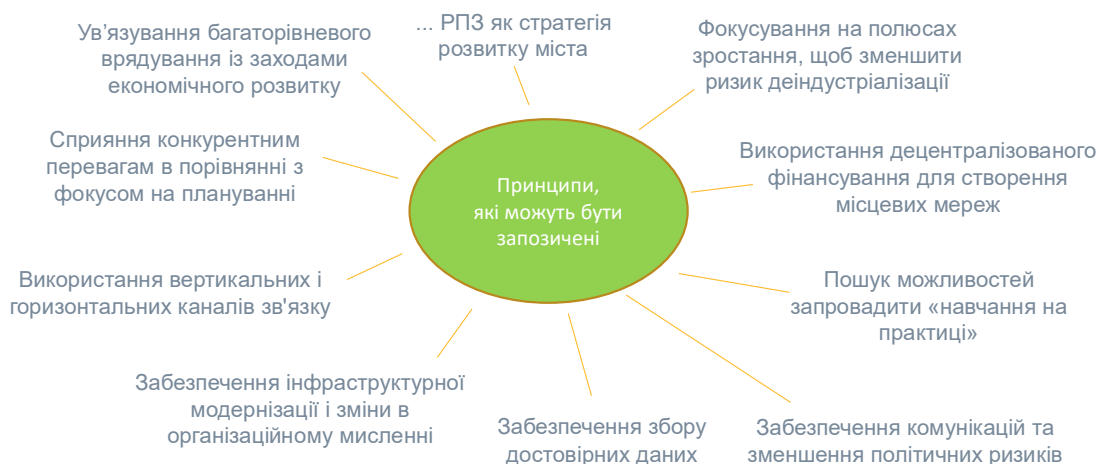 ... РПЗ як стратегія
розвитку міста
Ув’язування багаторівневого
врядування із заходами
економічного розвитку
Фокусування на полюсах
зростання, щоб зменшити
ризик деіндустріалізації
Сприяння конкурентним
перевагам в порівнянні з
фокусом на плануванні
Використання децентралізованого
фінансування для створення
місцевих мереж
Принципи,
які можуть бути
запозичені
Використання вертикальних і
горизонтальних каналів зв'язку
Пошук можливостей
запровадити «навчання на
практиці»
Забезпечення інфраструктурної
модернізації і зміни в
організаційному мисленні
Забезпечення збору
достовірних даних
Забезпечення комунікацій та
зменшення політичних ризиків